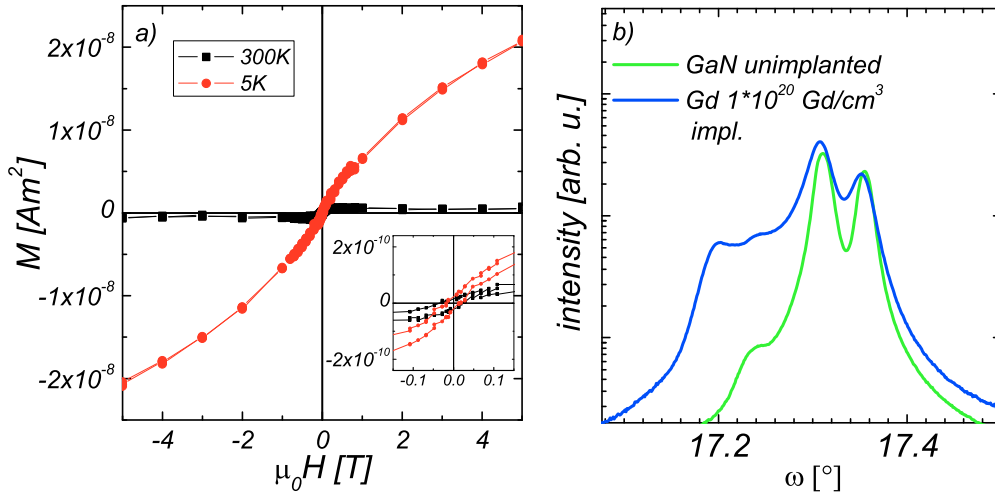 a)
300K
5K
2x10⁻⁸
1x10⁻⁸
0
-1x10⁻⁸
-2x10⁻⁸
M [Am²]
-4
-2
0
2
4
μ₀H [T]
2x10⁻¹⁰
0
-2x10⁻¹⁰
-0.1
0.0
0.1
b)
GaN unimplanted
Gd 1*10²⁰ Gd/cm³
impl.
intensity [arb. u.]
17.2
17.4
ω [°]